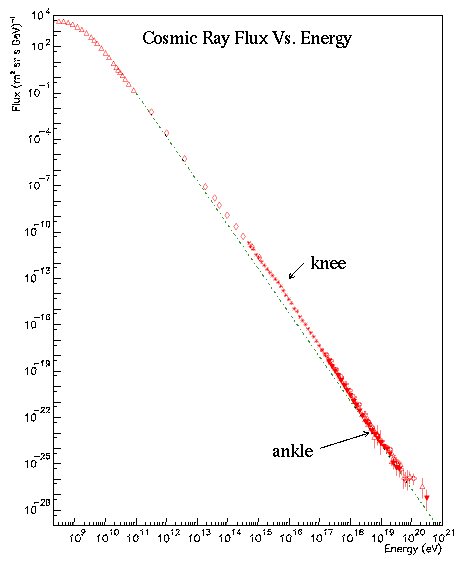 Cosmic Ray Flux Vs. Energy
Flux (m² sr s GeV)⁻¹
10⁴
10²
10⁻¹
10⁻⁴
10⁻⁷
10⁻¹⁰
10⁻¹³
10⁻¹⁶
10⁻¹⁹
10⁻²²
10⁻²⁵
10⁻²⁸
knee
ankle
10⁹ 10¹⁰ 10¹¹ 10¹² 10¹³ 10¹⁴ 10¹⁵ 10¹⁶ 10¹⁷ 10¹⁸ 10¹⁹ 10²⁰ 10²¹
Energy (eV)